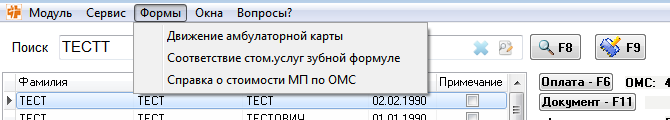 Модуль Сервис Формы Окна Вопросы?
Движение амбулаторной карты
Поиск ТЕСТТ F8 F9
Соответствие стом.услуг зубной формуле
Справка о стоимости МП по ОМС
Фамилия Примечание Оплата - F6 ОМС: 4
ТЕСТ ТЕСТ ТЕСТ 02.02.1990 Документ - F11
ТЕСТ ТЕСТ ТЕСТОВИЧ 01.01.1990